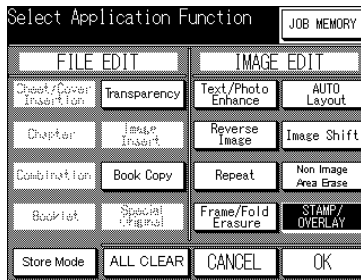 Select Application Function
JOB MEMORY
FILE EDIT
IMAGE EDIT
Sheet/Cover
Insertion
Transparency
Text/Photo
Enhance
AUTO
Layout
Chapter
Image
Insert
Reverse
Image
Image Shift
Combination
Book Copy
Repeat
Non Image
Area Erase
Booklet
Special
Original
Frame/Fold
Erasure
STAMP/
OVERLAY
Store Mode
ALL CLEAR
CANCEL
OK